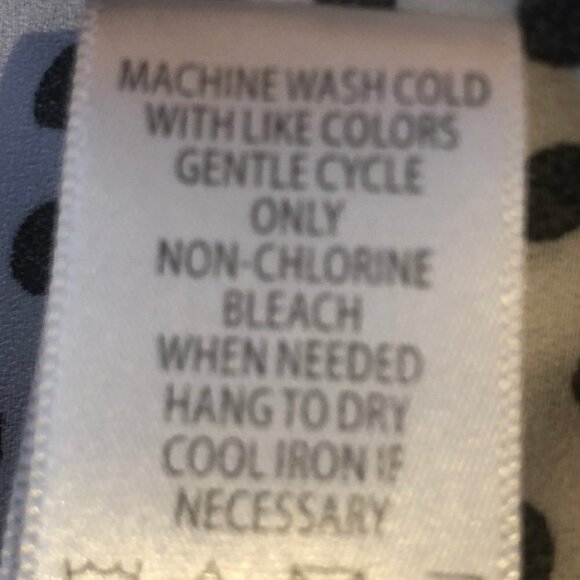 MACHINE WASH COLD
WITH LIKE COLORS
GENTLE CYCLE
ONLY
NON-CHLORINE
BLEACH
WHEN NEEDED
HANG TO DRY
COOL IRON IF
NECESSARY